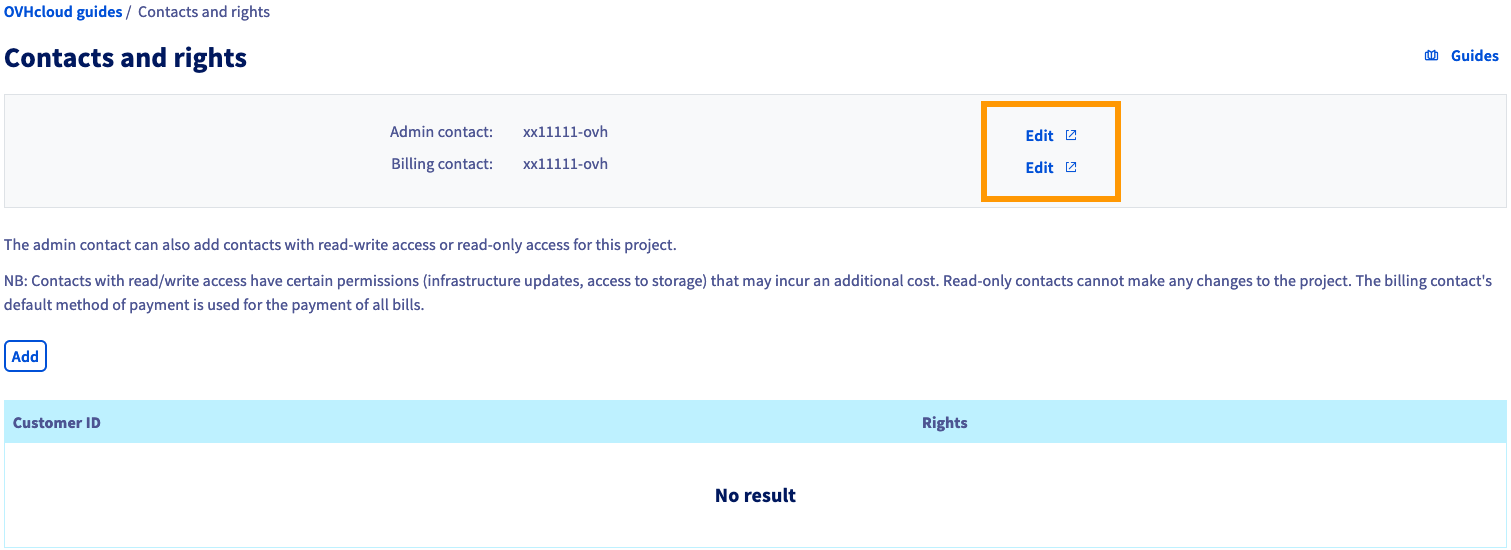 OVHcloud guides / Contacts and rights
Contacts and rights
Guides
Admin contact: xx11111-ovh Edit
Billing contact: xx11111-ovh Edit
The admin contact can also add contacts with read-write access or read-only access for this project.
NB: Contacts with read/write access have certain permissions (infrastructure updates, access to storage) that may incur an additional cost. Read-only contacts cannot make any changes to the project. The billing contact's
default method of payment is used for the payment of all bills.
Add
Customer ID Rights
No result